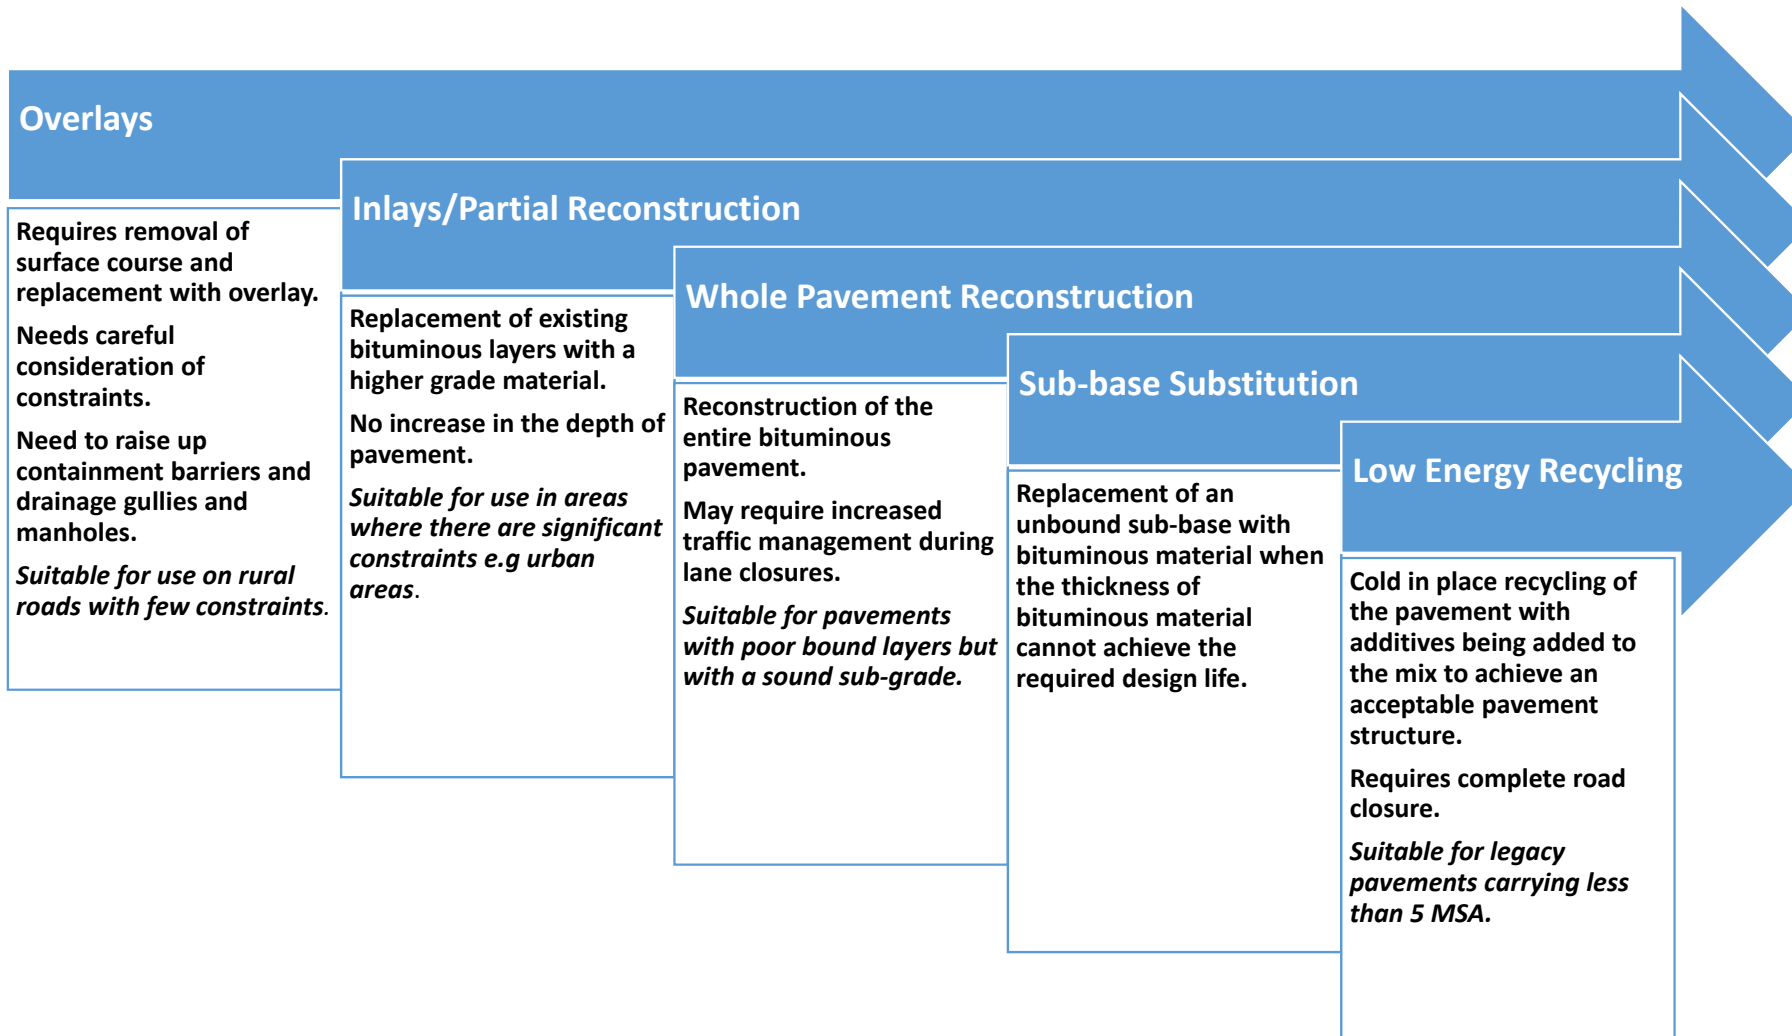 Overlays
Requires removal of
surface course and
replacement with overlay.
Needs careful
consideration of
constraints.
Need to raise up
containment barriers and
drainage gullies and
manholes.
Suitable for use on rural
roads with few constraints.
Inlays/Partial Reconstruction
Replacement of existing
bituminous layers with a
higher grade material.
No increase in the depth of
pavement.
Suitable for use in areas
where there are significant
constraints e.g urban
areas.
Whole Pavement Reconstruction
Reconstruction of the
entire bituminous
pavement.
May require increased
traffic management during
lane closures.
Suitable for pavements
with poor bound layers but
with a sound sub-grade.
Sub-base Substitution
Replacement of an
unbound sub-base with
bituminous material when
the thickness of
bituminous material
cannot achieve the
required design life.
Low Energy Recycling
Cold in place recycling of
the pavement with
additives being added to
the mix to achieve an
acceptable pavement
structure.
Requires complete road
closure.
Suitable for legacy
pavements carrying less
than 5 MSA.